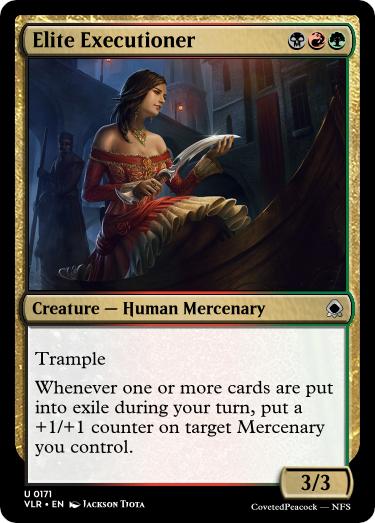 Elite Executioner
Creature — Human Mercenary
Trample
Whenever one or more cards are put
into exile during your turn, put a
+1/+1 counter on target Mercenary
you control.
3/3
U 0171
VLR • EN Jackson Tjota CovetedPeacock — NFS